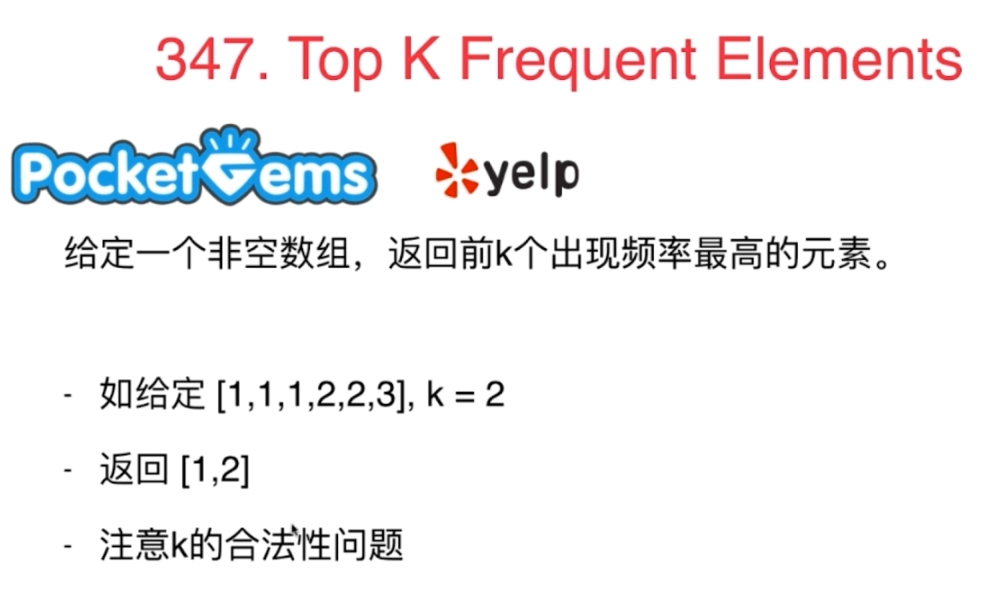 347. Top K Frequent Elements
PocketGems yelp
给定一个非空数组，返回前k个出现频率最高的元素。
- 如给定 [1,1,1,2,2,3], k = 2
- 返回 [1,2]
- 注意k的合法性问题